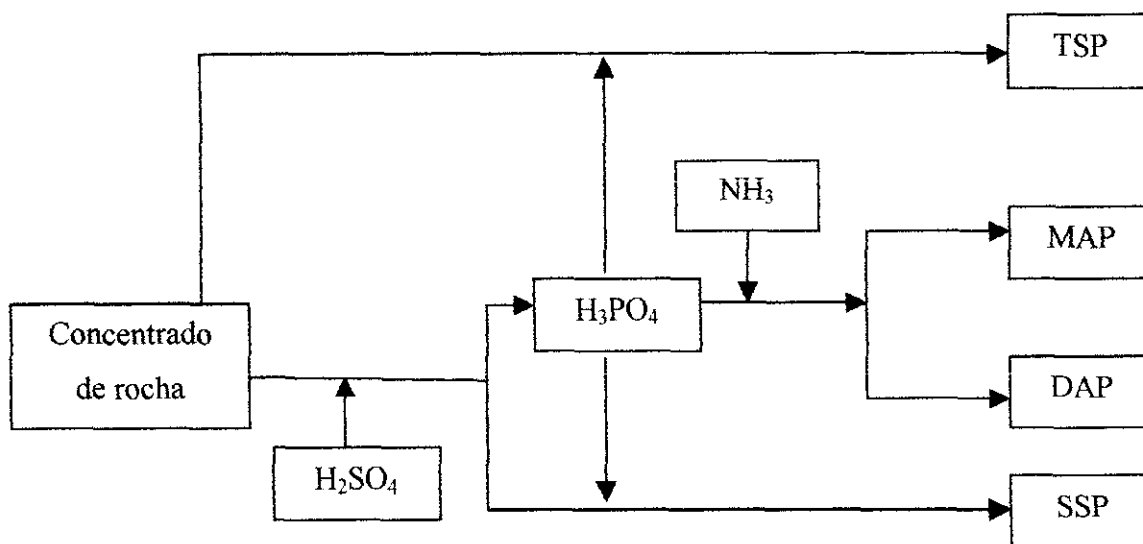 TSP
NH₃
MAP
H₃PO₄
Concentrado
de rocha
DAP
H₂SO₄
SSP